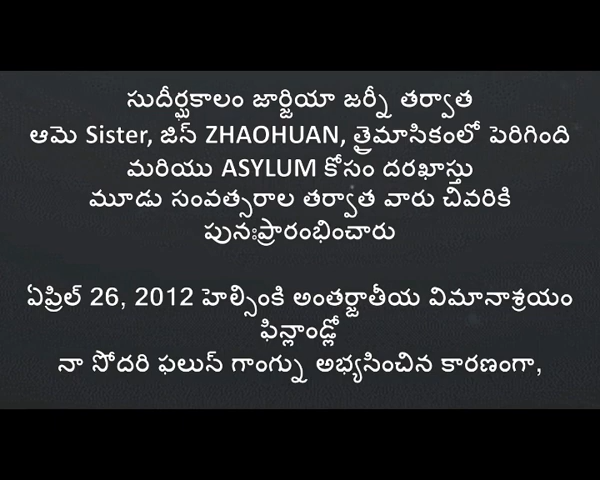 సుదీర్ఘకాలం జార్జియా జర్నీ తర్వాత
ఆమె Sister, జిన్ ZHAOHUAN, త్రైమాసికంలో పెరిగింది
మరియు ASYLUM కోసం దరఖాస్తు
మూడు సంవత్సరాల తర్వాత వారు చివరికి
పునఃప్రారంభించారు
ఏప్రిల్ 26, 2012 హెల్సింకి అంతర్జాతీయ విమానాశ్రయం
ఫిన్లాండ్లో
నా సోదరి ఫలున్ గాంగ్ను అభ్యసించిన కారణంగా,